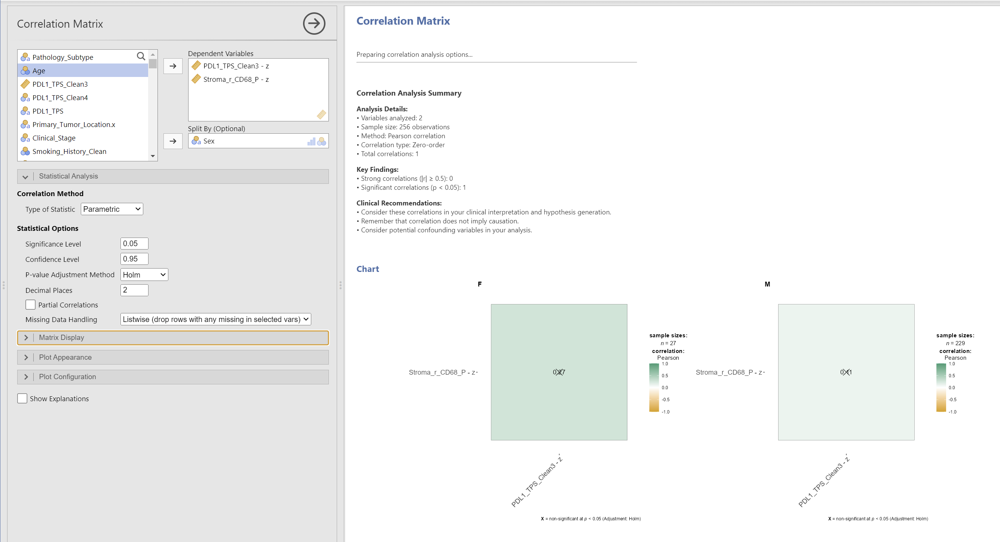 Correlation Matrix
Pathology_Subtype
Age
PDL1_TPS_Clean3
PDL1_TPS_Clean4
PDL1_TPS
Primary_Tumor_Location.x
Clinical_Stage
Smoking_History_Clean
Dependent Variables
PDL1_TPS_Clean3 - z
Stroma_r_CD68_P - z
Split By (Optional)
Sex
Statistical Analysis
Correlation Method
Type of Statistic Parametric
Statistical Options
Significance Level 0.05
Confidence Level 0.95
P-value Adjustment Method Holm
Decimal Places 2
Partial Correlations
Missing Data Handling Listwise (drop rows with any missing in selected vars)
Matrix Display
Plot Appearance
Plot Configuration
Show Explanations
Correlation Matrix
Preparing correlation analysis options...
Correlation Analysis Summary
Analysis Details:
• Variables analyzed: 2
• Sample size: 256 observations
• Method: Pearson correlation
• Correlation type: Zero-order
• Total correlations: 1
Key Findings:
• Strong correlations (|r| ≥ 0.5): 0
• Significant correlations (p < 0.05): 1
Clinical Recommendations:
• Consider these correlations in your clinical interpretation and hypothesis generation.
• Remember that correlation does not imply causation.
• Consider potential confounding variables in your analysis.
Chart
F
Stroma_r_CD68_P - z
0.27
sample sizes:
n = 27
correlation:
Pearson
1.0
0.5
0.0
-0.5
-1.0
PDL1_TPS_Clean3 - z
X = non-significant at p < 0.05 (Adjustment: Holm)
M
Stroma_r_CD68_P - z
0.11
sample sizes:
n = 229
correlation:
Pearson
1.0
0.5
0.0
-0.5
-1.0
PDL1_TPS_Clean3 - z
X = non-significant at p < 0.05 (Adjustment: Holm)